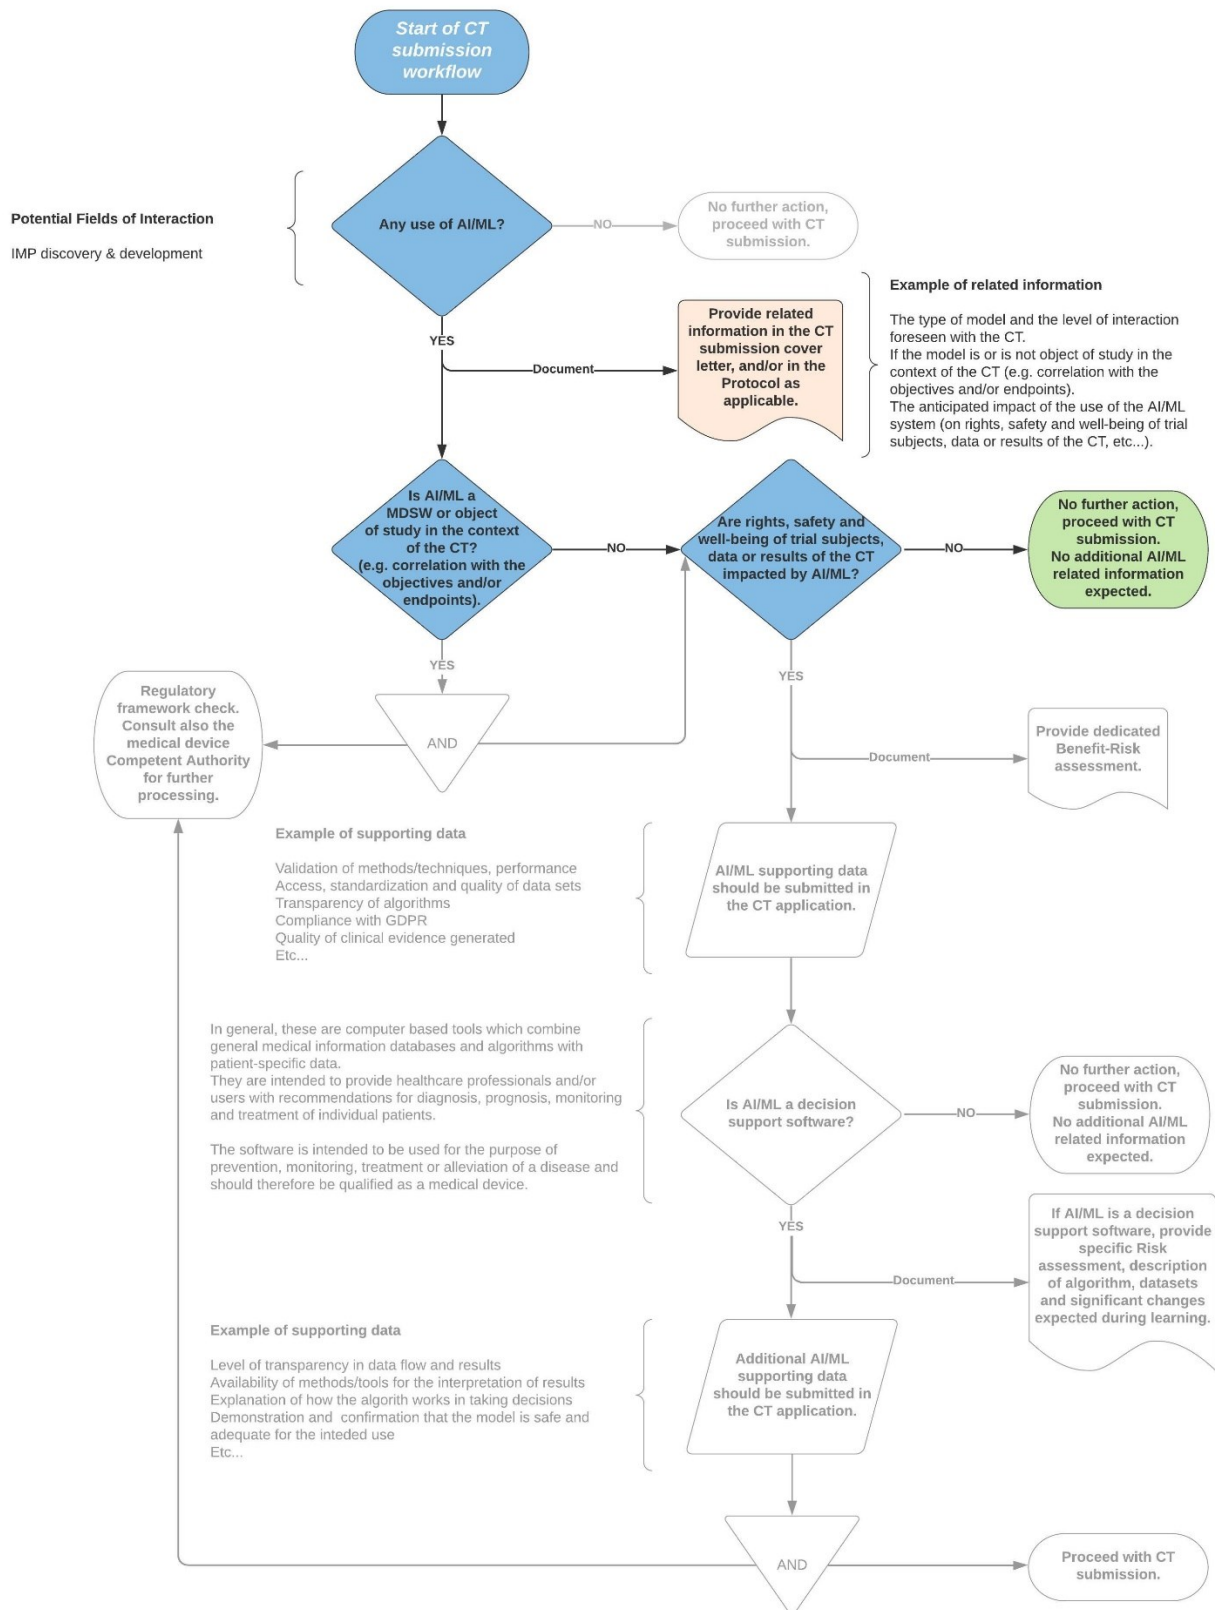 Start of CT
submission
workflow
Potential Fields of Interaction
IMP discovery & development
Any use of AI/ML?
NO
No further action,
proceed with CT
submission.
YES
Document
Provide related
information in the CT
submission cover
letter, and/or in the
Protocol as
applicable.
Example of related information
The type of model and the level of interaction
foreseen with the CT.
If the model is or is not object of study in the
context of the CT (e.g. correlation with the
objectives and/or endpoints).
The anticipated impact of the use of the AI/ML
system (on rights, safety and well-being of trial
subjects, data or results of the CT, etc...).
Is AI/ML a
MDSW or object
of study in the context
of the CT?
(e.g. correlation with the
objectives and/or
endpoints).
NO
Are rights, safety and
well-being of trial subjects,
data or results of the CT
impacted by AI/ML?
NO
No further action,
proceed with CT
submission.
No additional AI/ML
related information
expected.
YES
AND
Regulatory
framework check.
Consult also the
medical device
Competent Authority
for further
processing.
YES
Document
Provide dedicated
Benefit-Risk
assessment.
Example of supporting data
Validation of methods/techniques, performance
Access, standardization and quality of data sets
Transparency of algorithms
Compliance with GDPR
Quality of clinical evidence generated
Etc...
AI/ML supporting data
should be submitted in
the CT application.
In general, these are computer based tools which combine
general medical information databases and algorithms with
patient-specific data.
They are intended to provide healthcare professionals and/or
users with recommendations for diagnosis, prognosis, monitoring
and treatment of individual patients.
The software is intended to be used for the purpose of
prevention, monitoring, treatment or alleviation of a disease and
should therefore be qualified as a medical device.
Is AI/ML a decision
support software?
NO
No further action,
proceed with CT
submission.
No additional AI/ML
related information
expected.
YES
Document
If AI/ML is a decision
support software, provide
specific Risk
assessment, description
of algorithm, datasets
and significant changes
expected during learning.
Example of supporting data
Level of transparency in data flow and results
Availability of methods/tools for the interpretation of results
Explanation of how the algorith works in taking decisions
Demonstration and confirmation that the model is safe and
adequate for the inteded use
Etc...
Additional AI/ML
supporting data
should be submitted in
the CT application.
AND
Proceed with CT
submission.